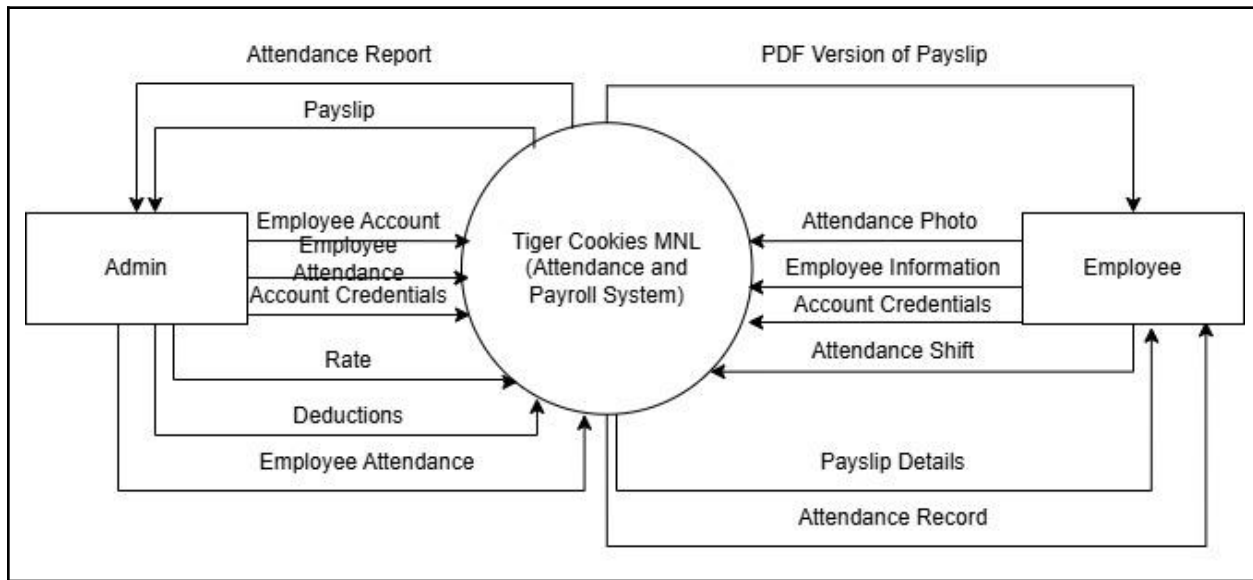 Attendance Report
PDF Version of Payslip
Payslip
Employee Account
Employee
Attendance
Account Credentials
Admin
Tiger Cookies MNL
(Attendance and
Payroll System)
Attendance Photo
Employee Information
Account Credentials
Employee
Attendance Shift
Rate
Deductions
Employee Attendance
Payslip Details
Attendance Record